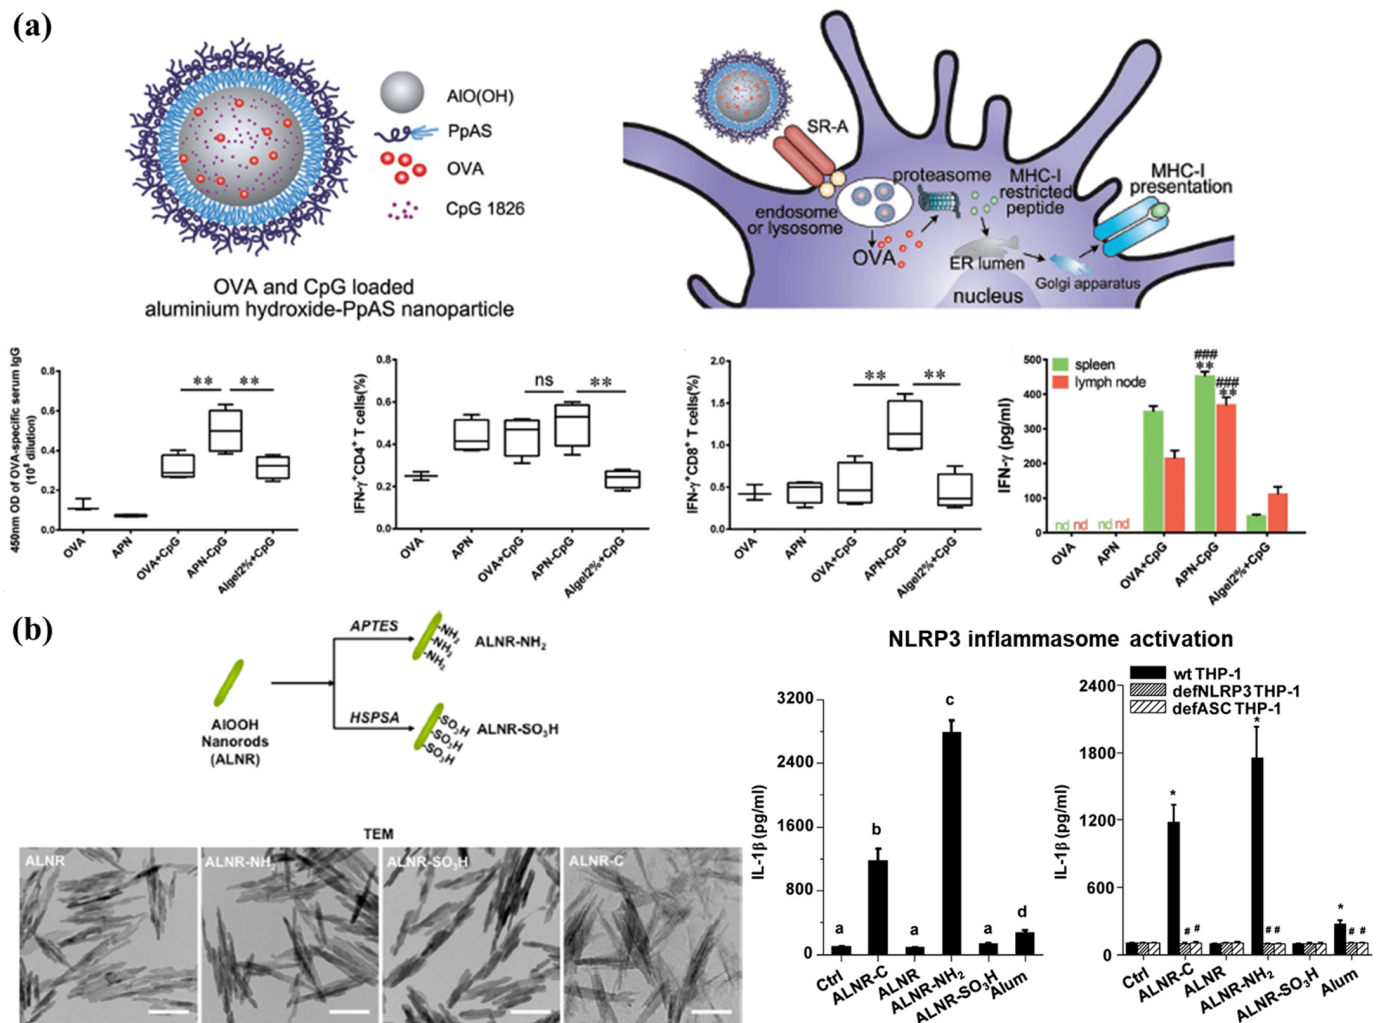 (a)
AlO(OH)
PpAS
OVA
CpG 1826
OVA and CpG loaded
aluminium hydroxide-PpAS nanoparticle
SR-A
endosome
or lysosome
proteasome
MHC-I
restricted
peptide
MHC-I
presentation
OVA
ER lumen
Golgi apparatus
nucleus
450nm OD of OVA-specific serum IgG
(10⁵ dilution)
0.8
0.6
0.4
0.2
0.0
** **
OVA
APN
OVA+CpG
APN-CpG
Algel2%+CpG
IFN-γ⁺CD4⁺ T cells(%)
0.8
0.6
0.4
0.2
0.0
ns **
OVA
APN
OVA+CpG
APN-CpG
Algel2%+CpG
IFN-γ⁺CD8⁺ T cells(%)
2.0
1.5
1.0
0.5
0.0
** **
OVA
APN
OVA+CpG
APN-CpG
Algel2%+CpG
IFN-γ (pg/ml)
500
400
300
200
100
0
spleen
lymph node
###
**
###
**
nd nd nd nd
OVA
APN
OVA+CpG
APN-CpG
Algel2%+CpG
(b)
AlOOH
Nanorods
(ALNR)
APTES
HSPSA
-NH₂
-NH₂
-NH₂
ALNR-NH₂
-SO₃H
-SO₃H
-SO₃H
ALNR-SO₃H
TEM
ALNR
ALNR-NH₂
ALNR-SO₃H
ALNR-C
NLRP3 inflammasome activation
IL-1β (pg/ml)
3200
2400
1600
800
0
a b a c a d
Ctrl
ALNR-C
ALNR
ALNR-NH₂
ALNR-SO₃H
Alum
IL-1β (pg/ml)
2400
1800
1200
600
0
wt THP-1
defNLRP3 THP-1
defASC THP-1
* * *
# # # # # #
Ctrl
ALNR-C
ALNR
ALNR-NH₂
ALNR-SO₃H
Alum